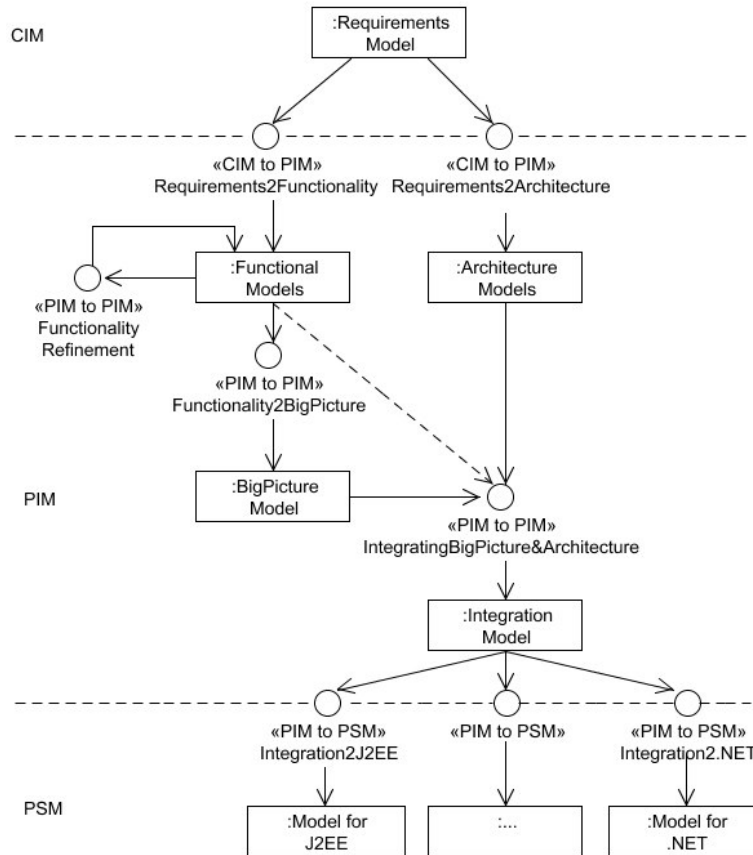 :Requirements
Model
CIM
«CIM to PIM»
Requirements2Functionality
«CIM to PIM»
Requirements2Architecture
:Functional
Models
:Architecture
Models
«PIM to PIM»
Functionality
Refinement
«PIM to PIM»
Functionality2BigPicture
:BigPicture
Model
PIM
«PIM to PIM»
IntegratingBigPicture&Architecture
:Integration
Model
«PIM to PSM»
Integration2J2EE
«PIM to PSM»
«PIM to PSM»
Integration2.NET
PSM
:Model for
J2EE
:...
:Model for
.NET